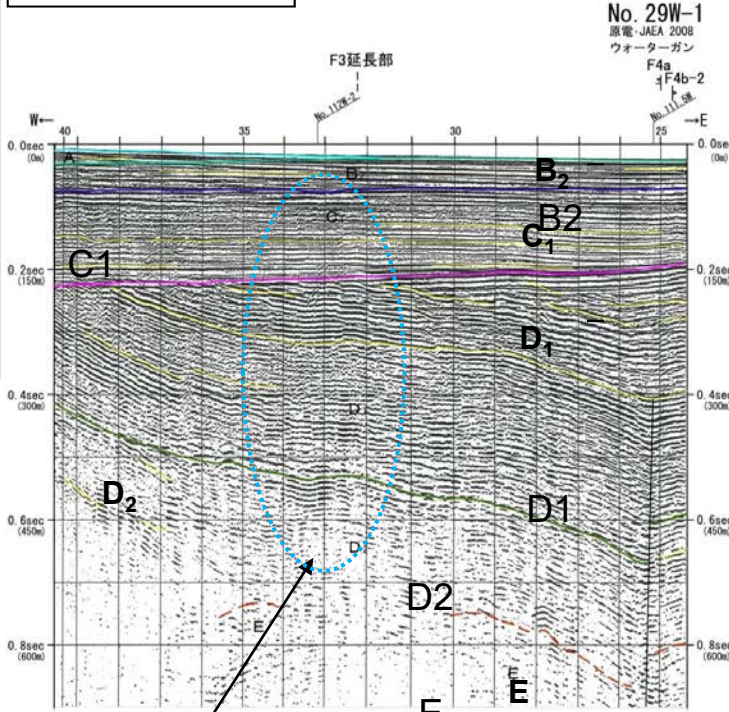 No. 29W-1
原電・JAEA 2008
ウォーターガン
F3延長部
F4a
F4b-2
No.112W-2
No.111.5W
W←
→E
40 35 30 25
0.0sec
(0m)
0.0sec
(0m)
A
B₂
B
C
B2
C₁
C1
0.2sec
(150m)
0.2sec
(150m)
D₁
0.4sec
(300m)
0.4sec
(300m)
D
D₂
D1
0.6sec
(450m)
0.6sec
(450m)
D
D2
0.8sec
(600m)
0.8sec
(600m)
E
E
E